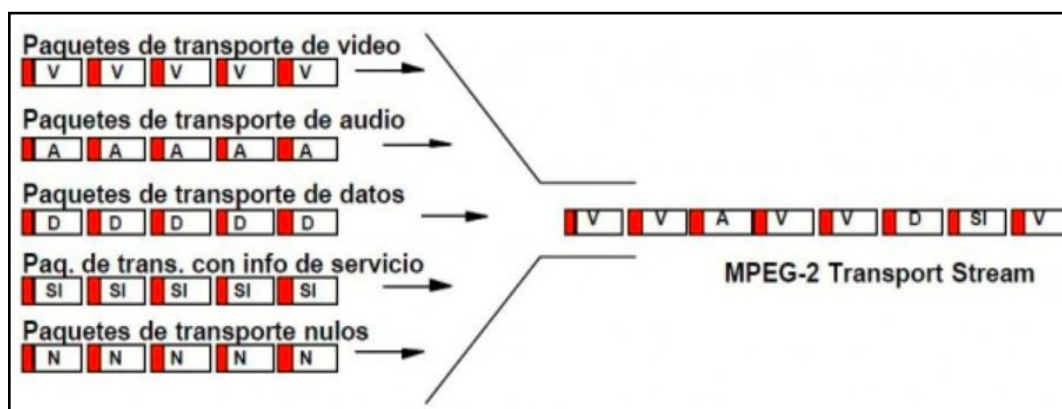 Paquetes de transporte de video
V V V V V
Paquetes de transporte de audio
A A A A A
Paquetes de transporte de datos
D D D D D
V V A V V D SI V
Paq. de trans. con info de servicio
SI SI SI SI SI
MPEG-2 Transport Stream
Paquetes de transporte nulos
N N N N N